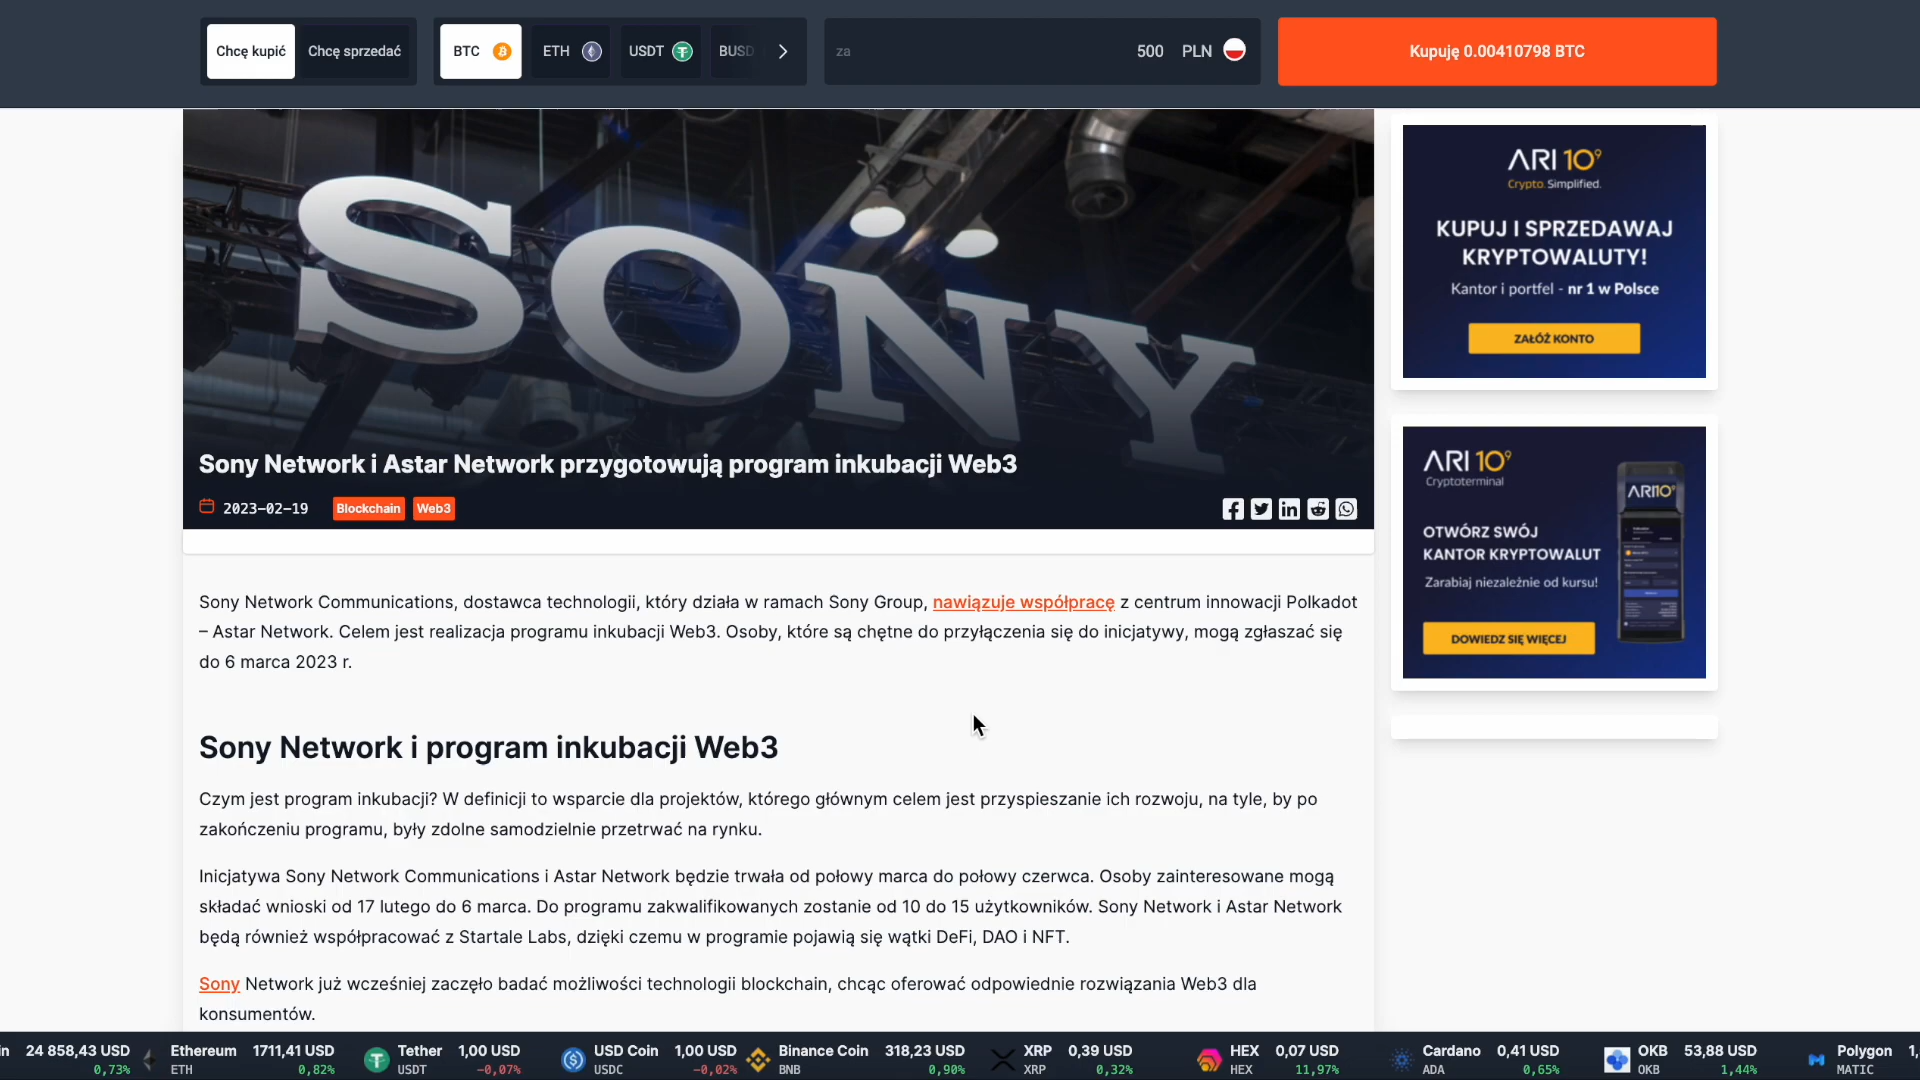 Chcę kupić Chcę sprzedać BTC ETH USDT BUSD za 500 PLN Kupuję 0.00410798 BTC
SONY
Sony Network i Astar Network przygotowują program inkubacji Web3
2023-02-19 Blockchain Web3
Sony Network Communications, dostawca technologii, który działa w ramach Sony Group, nawiązuje współpracę z centrum innowacji Polkadot
– Astar Network. Celem jest realizacja programu inkubacji Web3. Osoby, które są chętne do przyłączenia się do inicjatywy, mogą zgłaszać się
do 6 marca 2023 r.
Sony Network i program inkubacji Web3
Czym jest program inkubacji? W definicji to wsparcie dla projektów, którego głównym celem jest przyspieszanie ich rozwoju, na tyle, by po
zakończeniu programu, były zdolne samodzielnie przetrwać na rynku.
Inicjatywa Sony Network Communications i Astar Network będzie trwała od połowy marca do połowy czerwca. Osoby zainteresowane mogą
składać wnioski od 17 lutego do 6 marca. Do programu zakwalifikowanych zostanie od 10 do 15 użytkowników. Sony Network i Astar Network
będą również współpracować z Startale Labs, dzięki czemu w programie pojawią się wątki DeFi, DAO i NFT.
Sony Network już wcześniej zaczęło badać możliwości technologii blockchain, chcąc oferować odpowiednie rozwiązania Web3 dla
konsumentów.
ARI 10
Crypto. Simplified.
KUPUJ I SPRZEDAWAJ
KRYPTOWALUTY!
Kantor i portfel - nr 1 w Polsce
ZAŁÓŻ KONTO
ARI 10
Cryptoterminal
ARI10
OTWÓRZ SWÓJ
KANTOR KRYPTOWALUT
Zarabiaj niezależnie od kursu!
DOWIEDZ SIĘ WIĘCEJ
in 24 858,43 USD Ethereum 1711,41 USD Tether 1,00 USD USD Coin 1,00 USD Binance Coin 318,23 USD XRP 0,39 USD HEX 0,07 USD Cardano 0,41 USD OKB 53,88 USD Polygon 1,
0,73% ETH 0,82% USDT -0,07% USDC -0,02% BNB 0,90% XRP 0,32% HEX 11,97% ADA 0,65% OKB 1,44% MATIC